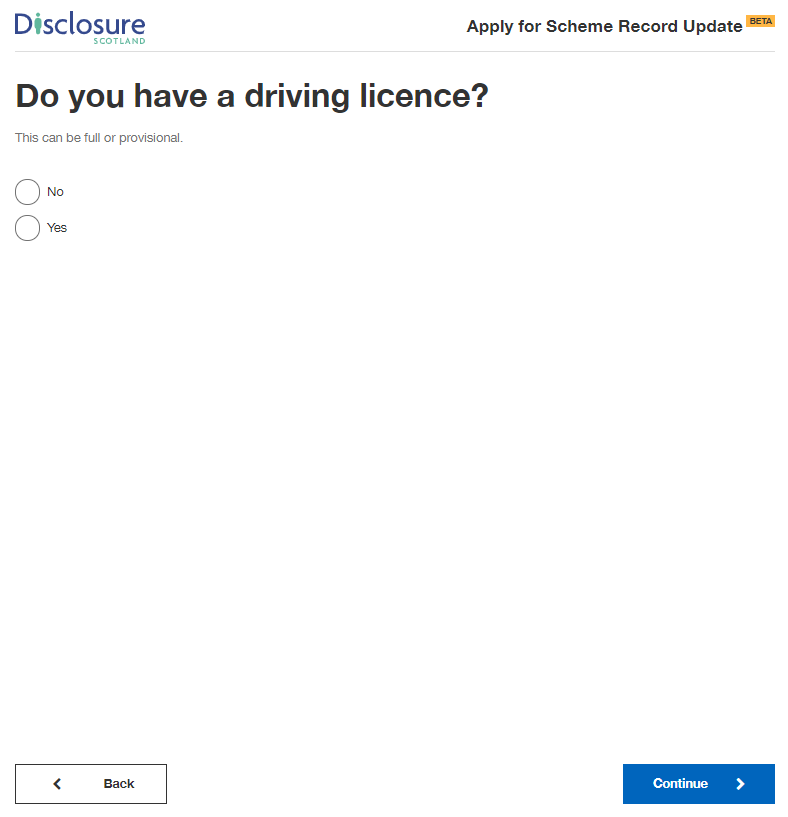 Disclosure
SCOTLAND
Apply for Scheme Record Update BETA
Do you have a driving licence?
This can be full or provisional.
No
Yes
Back
Continue